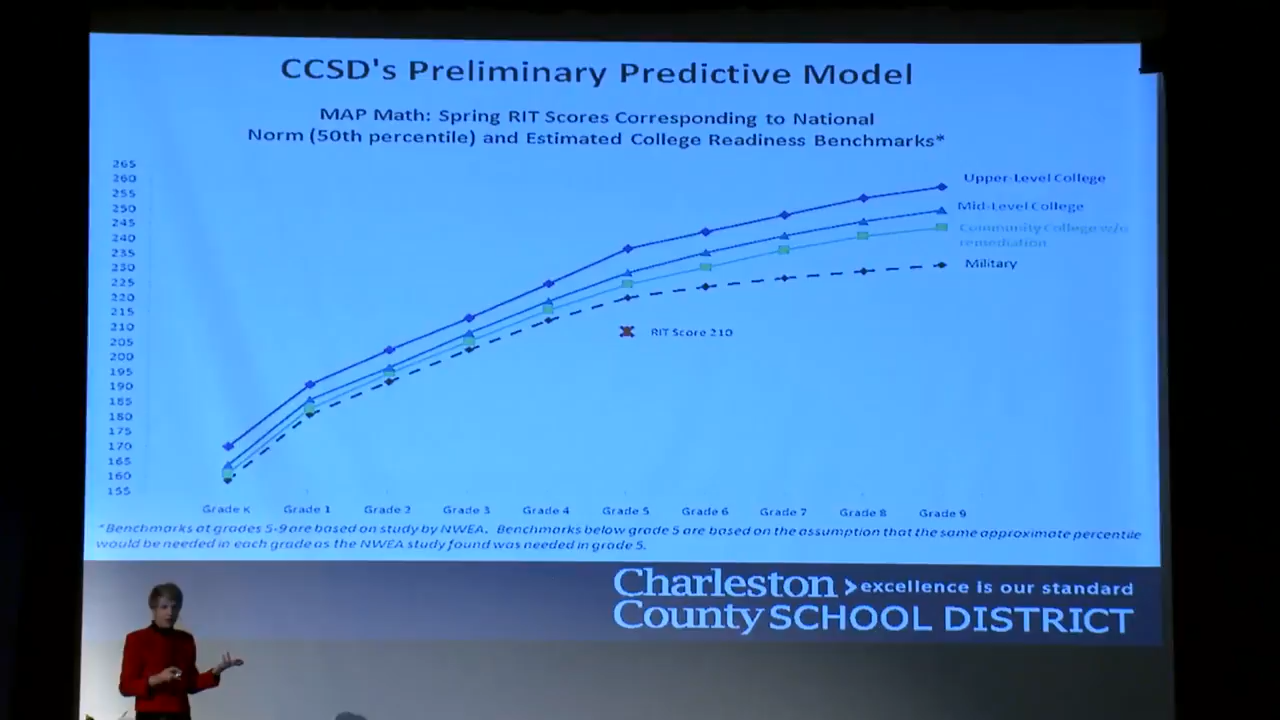 CCSD's Preliminary Predictive Model
MAP Math: Spring RIT Scores Corresponding to National
Norm (50th percentile) and Estimated College Readiness Benchmarks*
265
260
255
250
245
240
235
230
225
220
215
210
205
200
195
190
185
180
175
170
165
160
155
Upper-Level College
Mid-Level College
Community College w/o
remediation
Military
RIT Score 210
Grade K Grade 1 Grade 2 Grade 3 Grade 4 Grade 5 Grade 6 Grade 7 Grade 8 Grade 9
*Benchmarks at grades 5-9 are based on study by NWEA. Benchmarks below grade 5 are based on the assumption that the same approximate percentile
would be needed in each grade as the NWEA study found was needed in grade 5.
Charleston >excellence is our standard
County SCHOOL DISTRICT